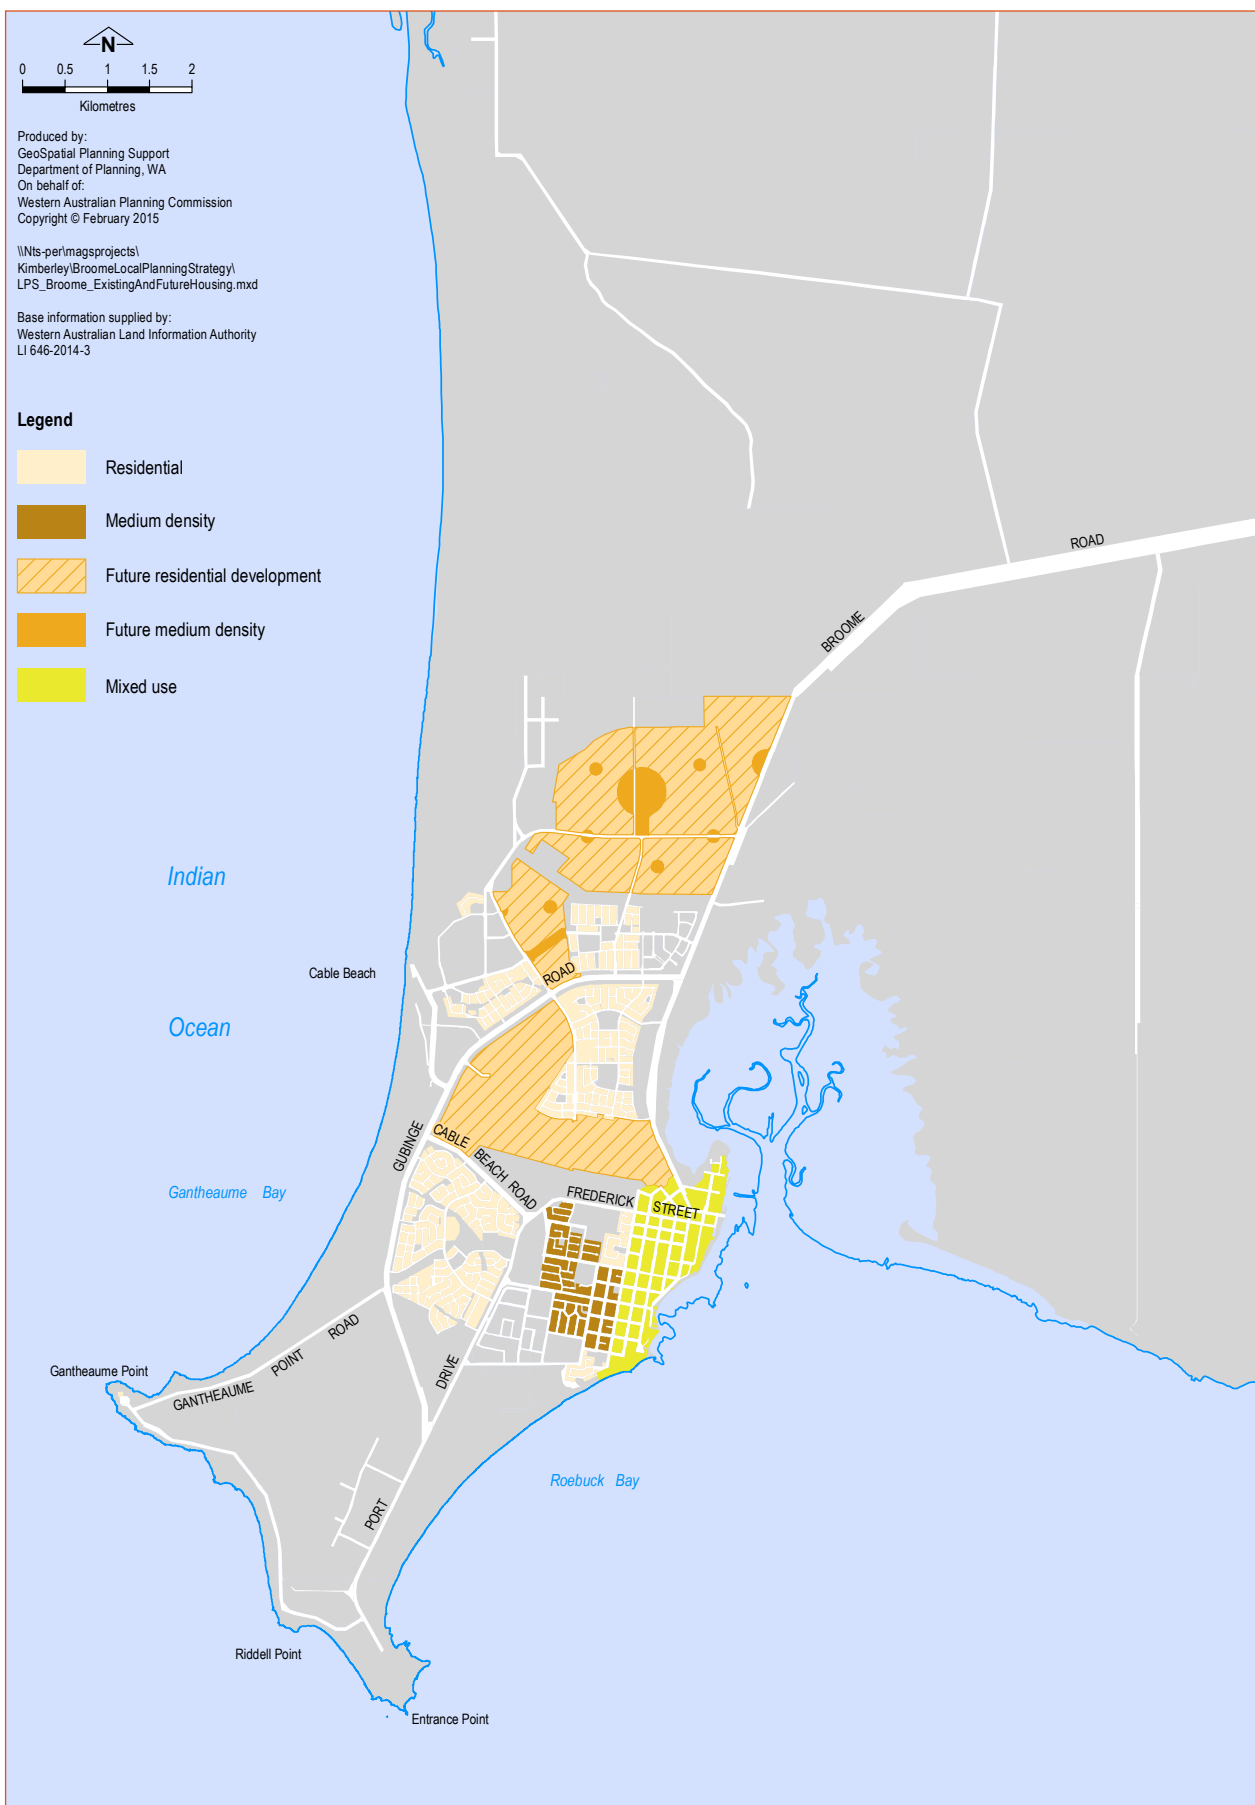 N
0 0.5 1 1.5 2
Kilometres
Produced by:
GeoSpatial Planning Support
Department of Planning, WA
On behalf of:
Western Australian Planning Commission
Copyright © February 2015
\\Nts-per\magsprojects\
Kimberley\BroomeLocalPlanningStrategy\
LPS_Broome_ExistingAndFutureHousing.mxd
Base information supplied by:
Western Australian Land Information Authority
LI 646-2014-3
Legend
Residential
Medium density
Future residential development
Future medium density
Mixed use
ROAD
BROOME
Indian
Cable Beach
ROAD
Ocean
GUBINGE
CABLE
BEACH ROAD
Gantheaume Bay
FREDERICK
STREET
Gantheaume Point
GANTHEAUME
POINT
ROAD
DRIVE
PORT
Roebuck Bay
Riddell Point
Entrance Point